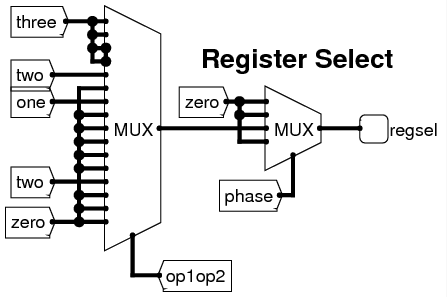 three
Register Select
two
one
zero
MUX
MUX
regsel
two
phase
zero
op1op2